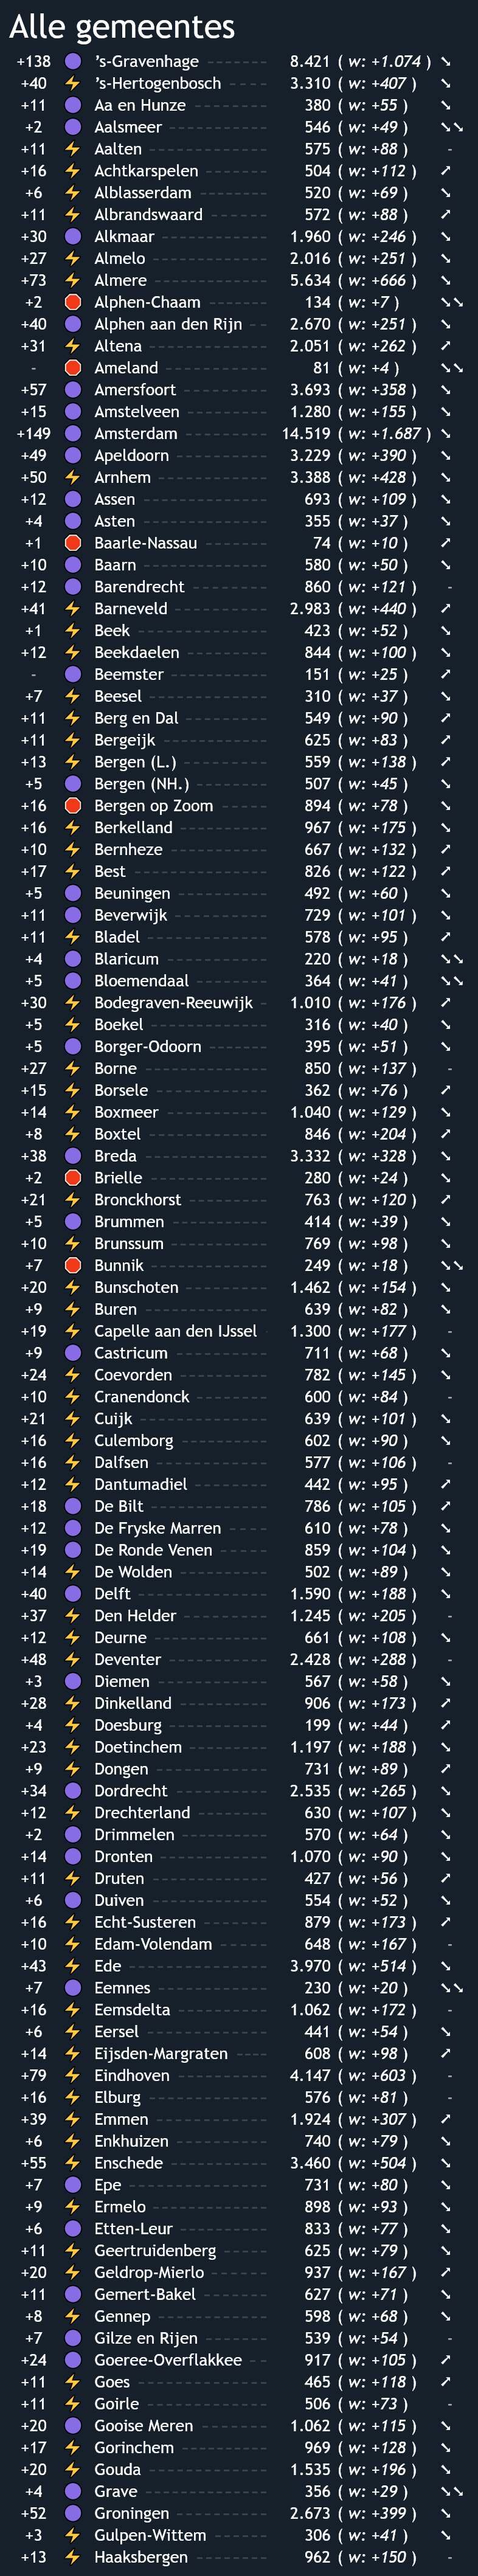 Alle gemeentes
+138 's-Gravenhage 8.421 ( w: +1.074 )
+40 's-Hertogenbosch 3.310 ( w: +407 )
+11 Aa en Hunze 380 ( w: +55 )
+2 Aalsmeer 546 ( w: +49 )
+11 Aalten 575 ( w: +88 ) -
+16 Achtkarspelen 504 ( w: +112 )
+6 Alblasserdam 520 ( w: +69 )
+11 Albrandswaard 572 ( w: +88 )
+30 Alkmaar 1.960 ( w: +246 )
+27 Almelo 2.016 ( w: +251 )
+73 Almere 5.634 ( w: +666 )
+2 Alphen-Chaam 134 ( w: +7 )
+40 Alphen aan den Rijn 2.670 ( w: +251 )
+31 Altena 2.051 ( w: +262 )
- Ameland 81 ( w: +4 )
+57 Amersfoort 3.693 ( w: +358 )
+15 Amstelveen 1.280 ( w: +155 )
+149 Amsterdam 14.519 ( w: +1.687 )
+49 Apeldoorn 3.229 ( w: +390 )
+50 Arnhem 3.388 ( w: +428 )
+12 Assen 693 ( w: +109 )
+4 Asten 355 ( w: +37 )
+1 Baarle-Nassau 74 ( w: +10 )
+10 Baarn 580 ( w: +50 )
+12 Barendrecht 860 ( w: +121 ) -
+41 Barneveld 2.983 ( w: +440 )
+1 Beek 423 ( w: +52 )
+12 Beekdaelen 844 ( w: +100 )
- Beemster 151 ( w: +25 )
+7 Beesel 310 ( w: +37 )
+11 Berg en Dal 549 ( w: +90 )
+11 Bergeijk 625 ( w: +83 )
+13 Bergen (L.) 559 ( w: +138 )
+5 Bergen (NH.) 507 ( w: +45 )
+16 Bergen op Zoom 894 ( w: +78 )
+16 Berkelland 967 ( w: +175 )
+10 Bernheze 667 ( w: +132 )
+17 Best 826 ( w: +122 )
+5 Beuningen 492 ( w: +60 )
+11 Beverwijk 729 ( w: +101 )
+11 Bladel 578 ( w: +95 )
+4 Blaricum 220 ( w: +18 )
+5 Bloemendaal 364 ( w: +41 )
+30 Bodegraven-Reeuwijk 1.010 ( w: +176 )
+5 Boekel 316 ( w: +40 )
+5 Borger-Odoorn 395 ( w: +51 )
+27 Borne 850 ( w: +137 ) -
+15 Borsele 362 ( w: +76 )
+14 Boxmeer 1.040 ( w: +129 )
+8 Boxtel 846 ( w: +204 )
+38 Breda 3.332 ( w: +328 )
+2 Brielle 280 ( w: +24 )
+21 Bronckhorst 763 ( w: +120 )
+5 Brummen 414 ( w: +39 )
+10 Brunssum 769 ( w: +98 )
+7 Bunnik 249 ( w: +18 )
+20 Bunschoten 1.462 ( w: +154 )
+9 Buren 639 ( w: +82 )
+19 Capelle aan den IJssel 1.300 ( w: +177 ) -
+9 Castricum 711 ( w: +68 )
+24 Coevorden 782 ( w: +145 )
+10 Cranendonck 600 ( w: +84 ) -
+21 Cuijk 639 ( w: +101 )
+16 Culemborg 602 ( w: +90 )
+16 Dalfsen 577 ( w: +106 ) -
+12 Dantumadiel 442 ( w: +95 )
+18 De Bilt 786 ( w: +105 )
+12 De Fryske Marren 610 ( w: +78 )
+19 De Ronde Venen 859 ( w: +104 )
+14 De Wolden 502 ( w: +89 )
+40 Delft 1.590 ( w: +188 )
+37 Den Helder 1.245 ( w: +205 ) -
+12 Deurne 661 ( w: +108 )
+48 Deventer 2.428 ( w: +288 ) -
+3 Diemen 567 ( w: +58 )
+28 Dinkelland 906 ( w: +173 )
+4 Doesburg 199 ( w: +44 )
+23 Doetinchem 1.197 ( w: +188 )
+9 Dongen 731 ( w: +89 )
+34 Dordrecht 2.535 ( w: +265 )
+12 Drechterland 630 ( w: +107 )
+2 Drimmelen 570 ( w: +64 )
+14 Dronten 1.070 ( w: +90 )
+11 Druten 427 ( w: +56 )
+6 Duiven 554 ( w: +52 )
+16 Echt-Susteren 879 ( w: +173 )
+10 Edam-Volendam 648 ( w: +167 ) -
+43 Ede 3.970 ( w: +514 )
+7 Eemnes 230 ( w: +20 )
+16 Eemsdelta 1.062 ( w: +172 ) -
+6 Eersel 441 ( w: +54 )
+14 Eijsden-Margraten 608 ( w: +98 )
+79 Eindhoven 4.147 ( w: +603 ) -
+16 Elburg 576 ( w: +81 ) -
+39 Emmen 1.924 ( w: +307 )
+6 Enkhuizen 740 ( w: +79 )
+55 Enschede 3.460 ( w: +504 )
+7 Epe 731 ( w: +80 )
+9 Ermelo 898 ( w: +93 )
+6 Etten-Leur 833 ( w: +77 )
+11 Geertruidenberg 625 ( w: +79 )
+20 Geldrop-Mierlo 937 ( w: +167 )
+11 Gemert-Bakel 627 ( w: +71 )
+8 Gennep 598 ( w: +68 )
+7 Gilze en Rijen 539 ( w: +54 ) -
+24 Goeree-Overflakkee 917 ( w: +105 )
+11 Goes 465 ( w: +118 )
+11 Goirle 506 ( w: +73 ) -
+20 Gooise Meren 1.062 ( w: +115 )
+17 Gorinchem 969 ( w: +128 )
+20 Gouda 1.535 ( w: +196 )
+4 Grave 356 ( w: +29 )
+52 Groningen 2.673 ( w: +399 )
+3 Gulpen-Wittem 306 ( w: +41 )
+13 Haaksbergen 962 ( w: +150 ) -